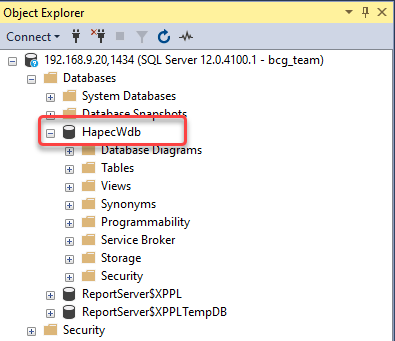 Object Explorer
Connect
192.168.9.20,1434 (SQL Server 12.0.4100.1 - bcg_team)
Databases
System Databases
Database Snapshots
HapecWdb
Database Diagrams
Tables
Views
Synonyms
Programmability
Service Broker
Storage
Security
ReportServer$XPPL
ReportServer$XPPLTempDB
Security